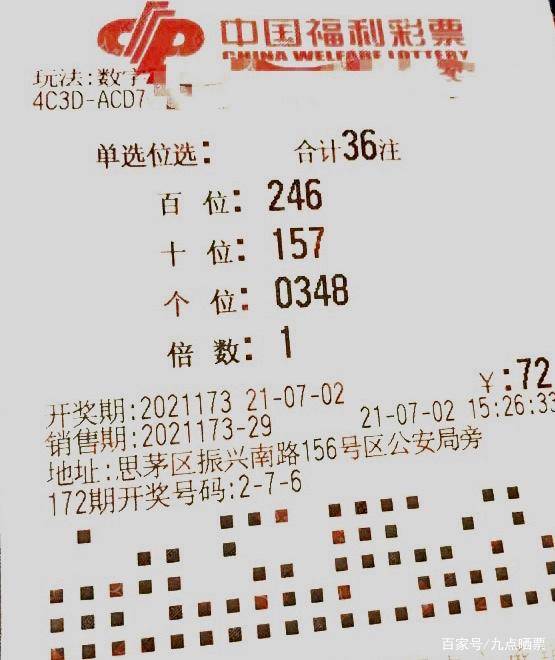 中国福利彩票
CHINA WELFARE LOTTERY
玩法:数字
4C3D-ACD7
单选位选: 合计36注
百 位: 246
十 位: 157
个 位: 0348
倍 数: 1
¥:72
开奖期:2021173 21-07-02
销售期:2021173-29 21-07-02 15:26:33
地址:思茅区振兴南路156号区公安局旁
172期开奖号码:2-7-6
百家号/九点晒票